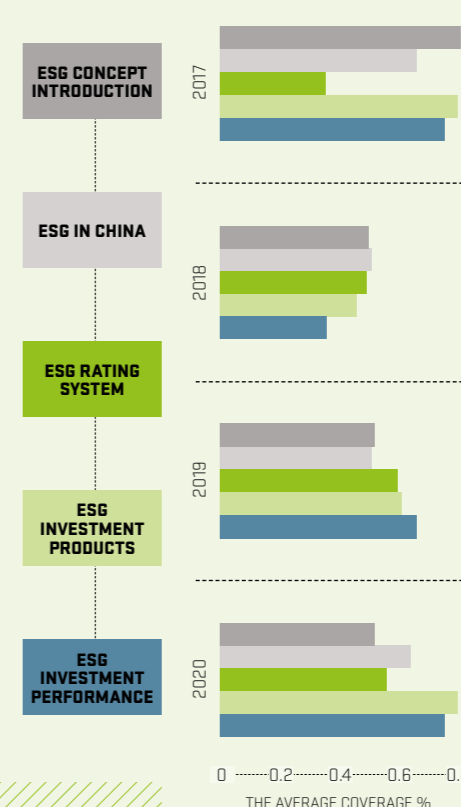 ESG CONCEPT
INTRODUCTION
ESG IN CHINA
ESG RATING
SYSTEM
ESG
INVESTMENT
PRODUCTS
ESG
INVESTMENT
PERFORMANCE
2017
2018
2019
2020
0 0.2 0.4 0.6 0.
THE AVERAGE COVERAGE %